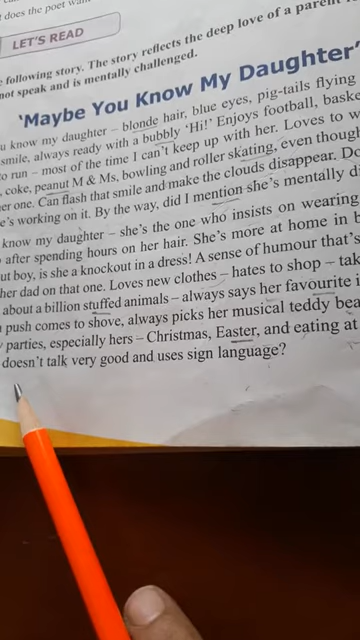 does the poet want
LET'S READ
following story. The story reflects the deep love of a parent
not speak and is mentally challenged.
'Maybe You Know My Daughter'
know my daughter – blonde hair, blue eyes, pig-tails flying
smile, always ready with a bubbly 'Hi!' Enjoys football,
to run – most of the time I can't keep up with her. Loves to
, coke, peanut M & Ms, bowling and roller skating, even though
her one. Can flash that smile and make the clouds disappear.
e's working on it. By the way, did I mention she's mentally
know my daughter – she's the one who insists on wearing
after spending hours on her hair. She's more at home in
ut boy, is she a knockout in a dress! A sense of humour that's
her dad on that one. Loves new clothes – hates to shop –
about a billion stuffed animals – always says her favourite
push comes to shove, always picks her musical teddy
parties, especially hers – Christmas, Easter, and eating at
doesn't talk very good and uses sign language?